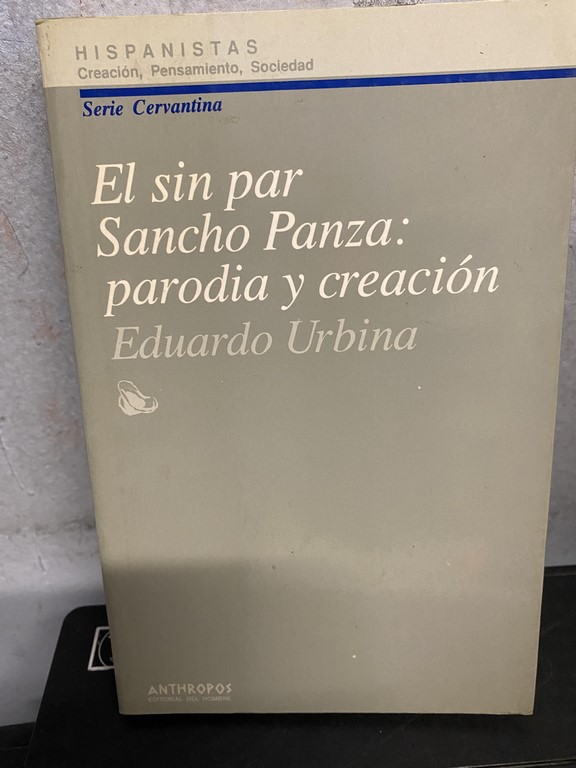 HISPANISTAS
Creación, Pensamiento, Sociedad
Serie Cervantina
El sin par
Sancho Panza:
parodia y creación
Eduardo Urbina
ANTHROPOS
EDITORIAL DEL HOMBRE